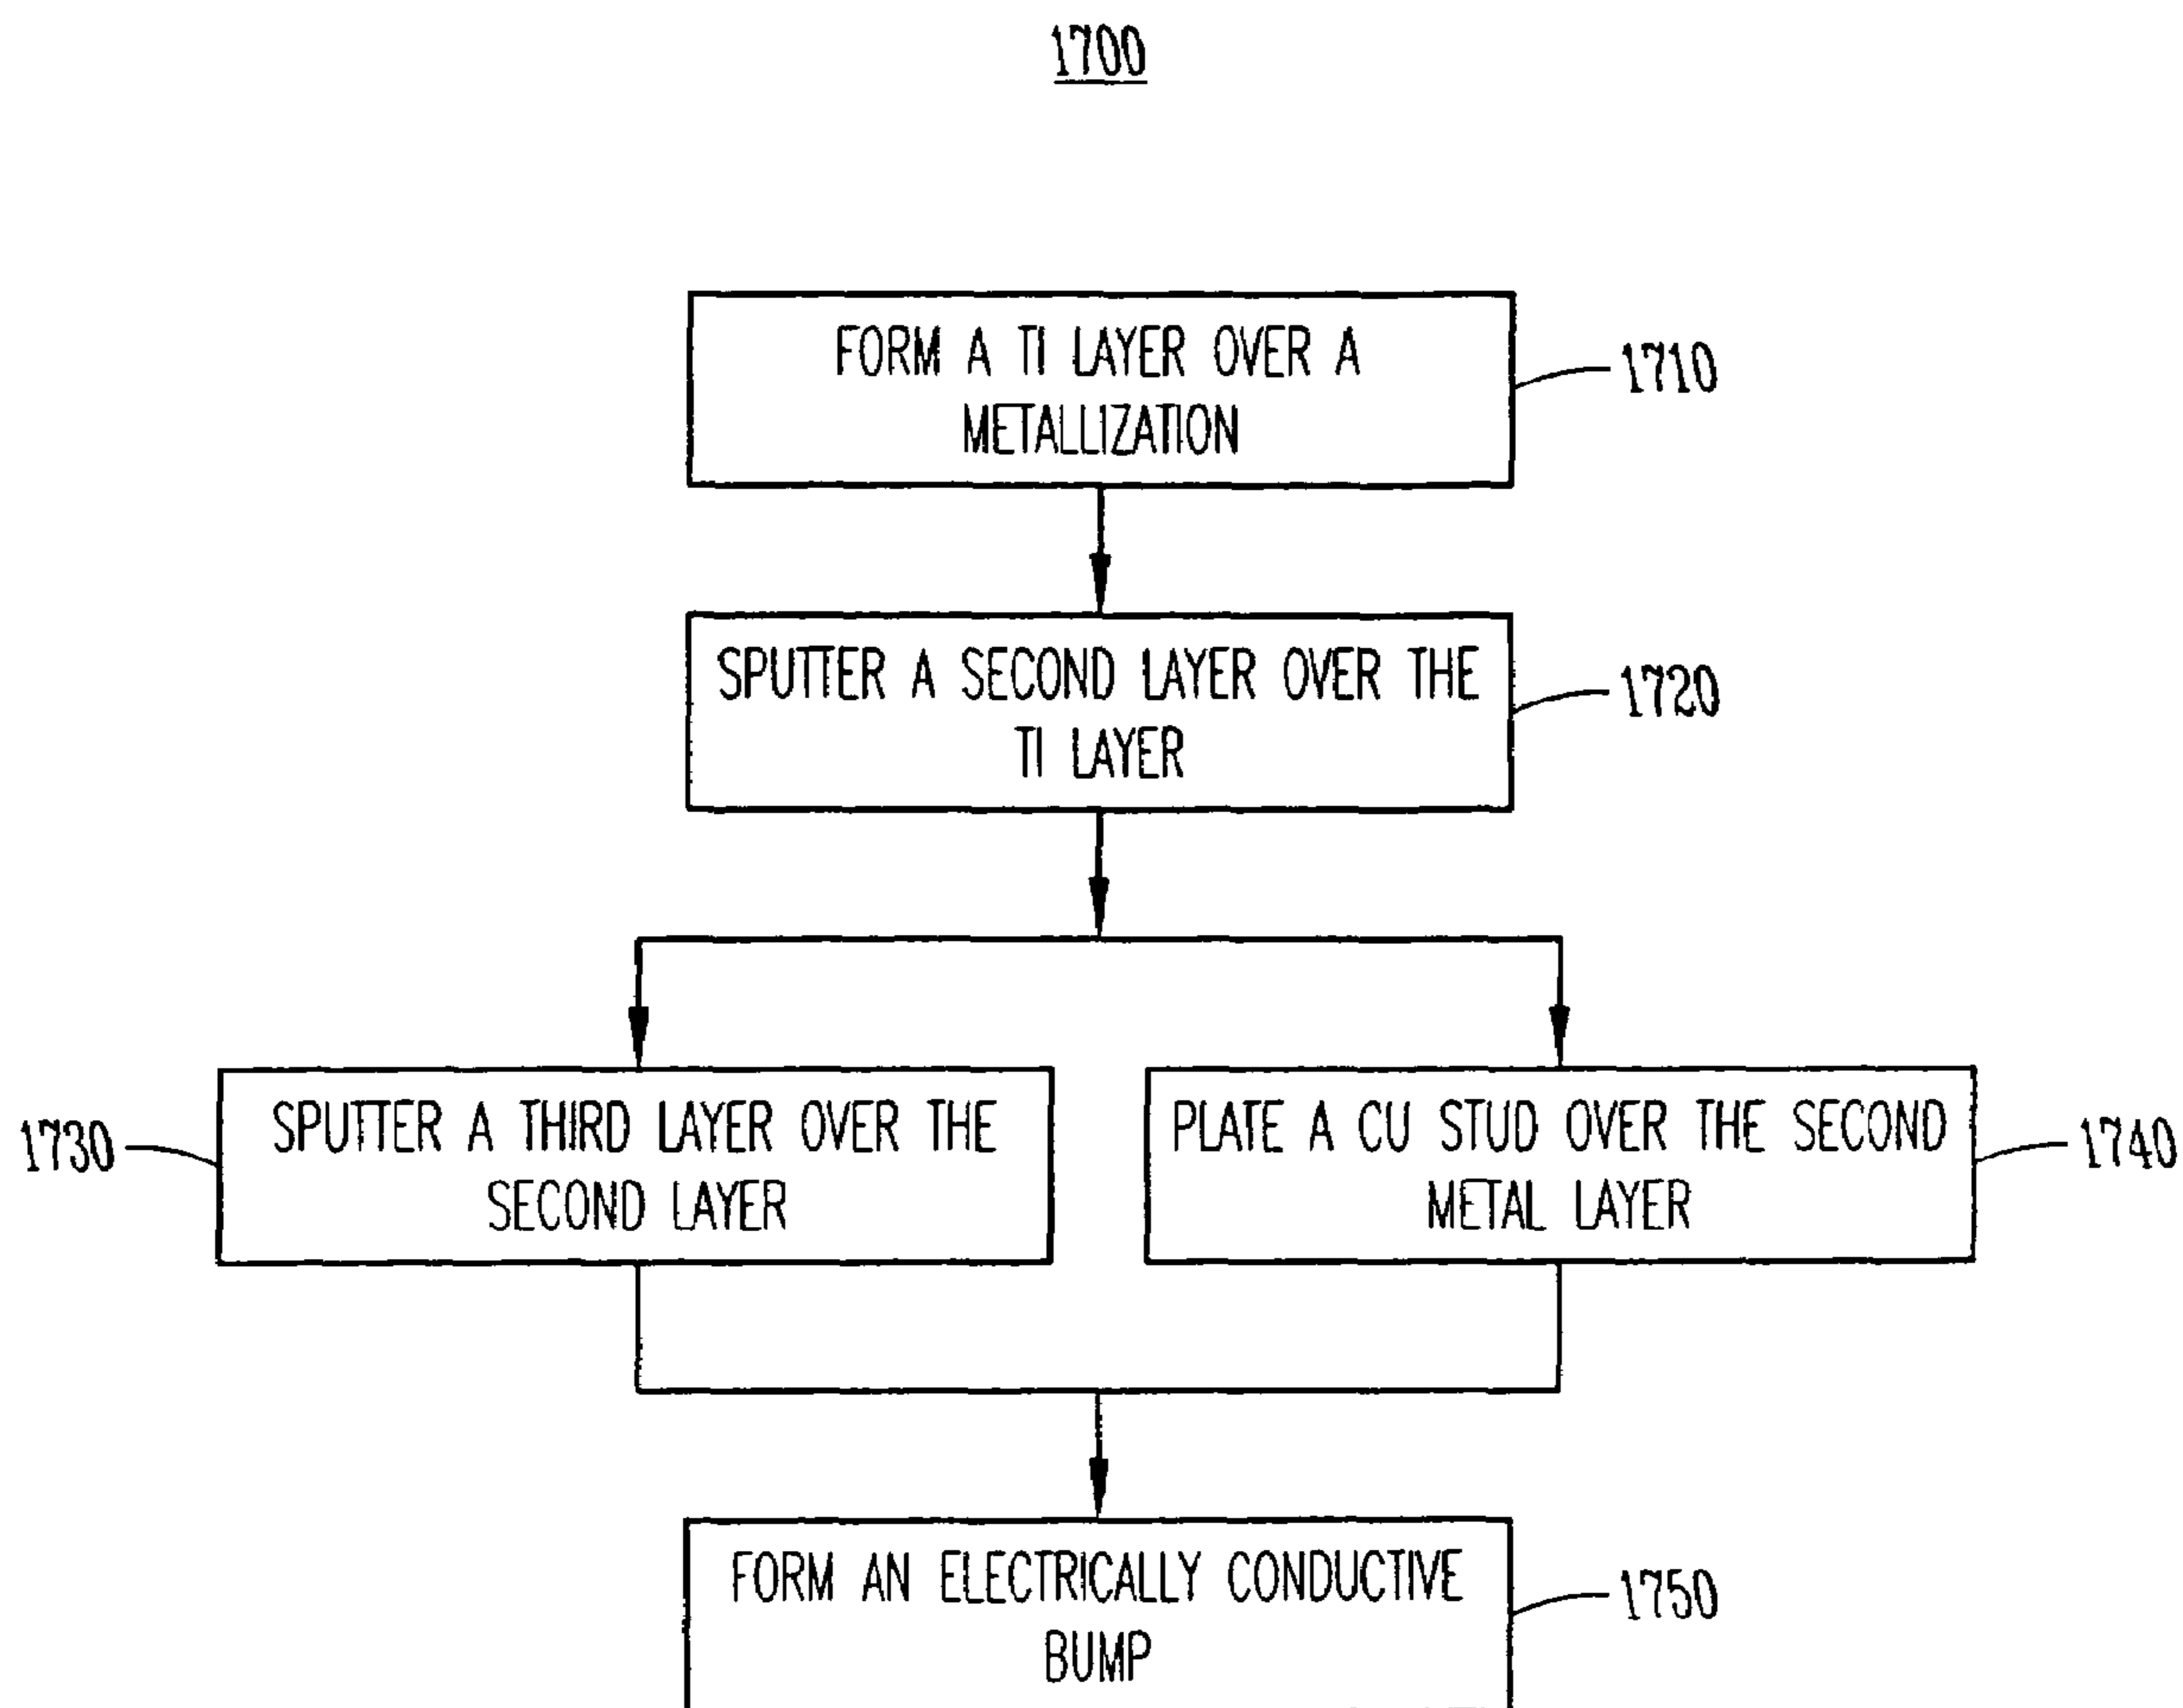 1700
FORM A TI LAYER OVER A
METALLIZATION
1710
SPUTTER A SECOND LAYER OVER THE
TI LAYER
1720
SPUTTER A THIRD LAYER OVER THE
SECOND LAYER
1730
PLATE A CU STUD OVER THE SECOND
METAL LAYER
1740
FORM AN ELECTRICALLY CONDUCTIVE
BUMP
1750